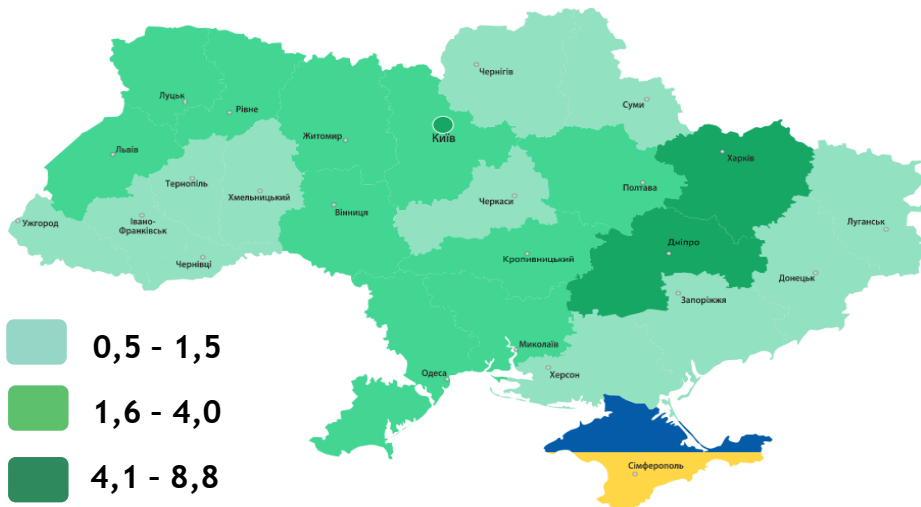 Чернігів
Луцьк
Суми
Рівне
Житомир
Київ
Львів
Харків
Тернопіль
Хмельницький
Полтава
Черкаси
Вінниця
Ужгород
Івано-
Франківськ
Луганськ
Дніпро
Чернівці
Кропивницький
Донецьк
Запоріжжя
0,5 - 1,5
Миколаїв
Одеса
Херсон
1,6 - 4,0
Сімферополь
4,1 - 8,8